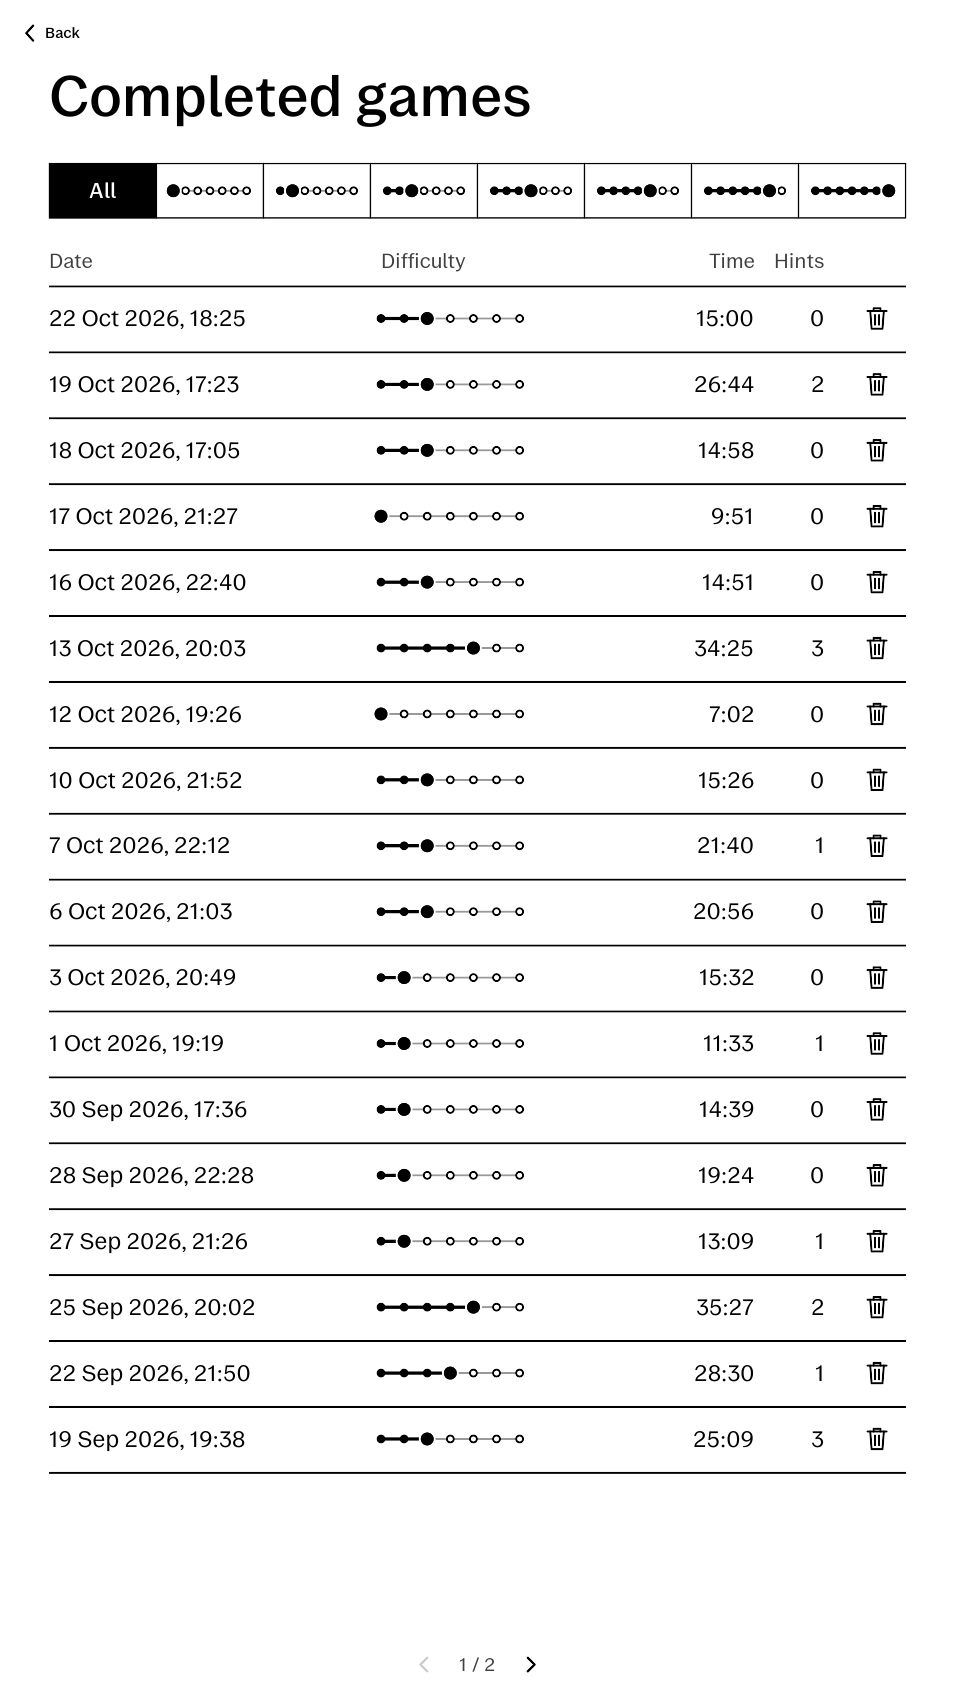 Back
Completed games
All
Date Difficulty Time Hints
22 Oct 2026, 18:25 15:00 0
19 Oct 2026, 17:23 26:44 2
18 Oct 2026, 17:05 14:58 0
17 Oct 2026, 21:27 9:51 0
16 Oct 2026, 22:40 14:51 0
13 Oct 2026, 20:03 34:25 3
12 Oct 2026, 19:26 7:02 0
10 Oct 2026, 21:52 15:26 0
7 Oct 2026, 22:12 21:40 1
6 Oct 2026, 21:03 20:56 0
3 Oct 2026, 20:49 15:32 0
1 Oct 2026, 19:19 11:33 1
30 Sep 2026, 17:36 14:39 0
28 Sep 2026, 22:28 19:24 0
27 Sep 2026, 21:26 13:09 1
25 Sep 2026, 20:02 35:27 2
22 Sep 2026, 21:50 28:30 1
19 Sep 2026, 19:38 25:09 3
1 / 2